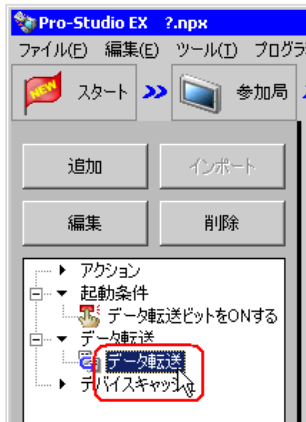 Pro-Studio EX ?.npx
ファイル(F) 編集(E) ツール(T) プログラ
NEW スタート 参加局
追加 インポート
編集 削除
アクション
起動条件
データ転送ビットをONする
データ転送
データ転送
デバイスキャッシュ